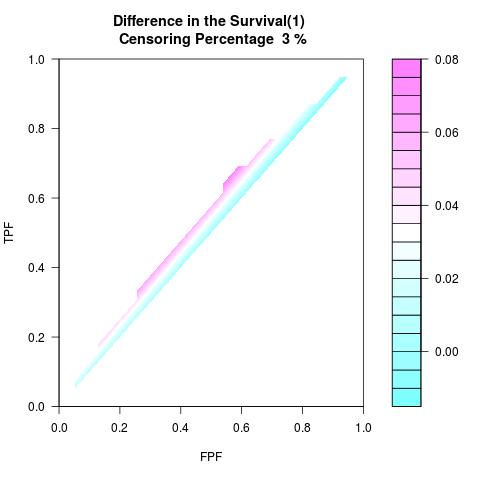 Difference in the Survival(1)
Censoring Percentage 3 %
1.0
0.8
0.6
0.4
0.2
0.0
TPF
0.0 0.2 0.4 0.6 0.8 1.0
FPF
0.08
0.06
0.04
0.02
0.00